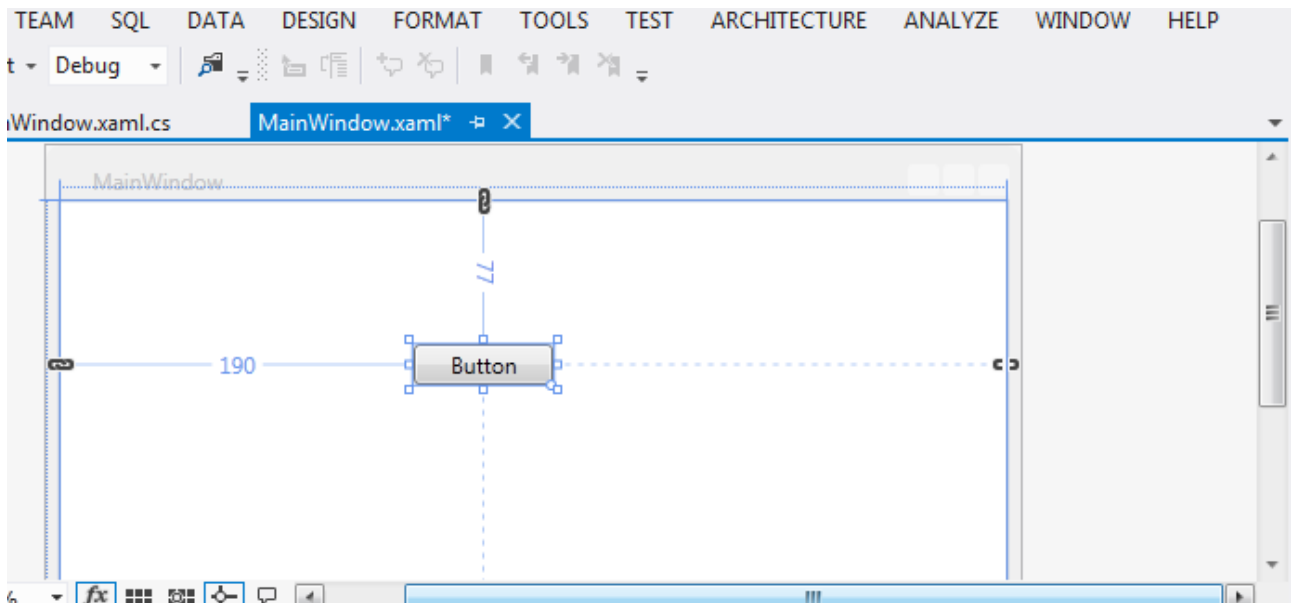 TEAM SQL DATA DESIGN FORMAT TOOLS TEST ARCHITECTURE ANALYZE WINDOW HELP
t Debug
Window.xaml.cs MainWindow.xaml*
MainWindow
77
190 Button
%
fx